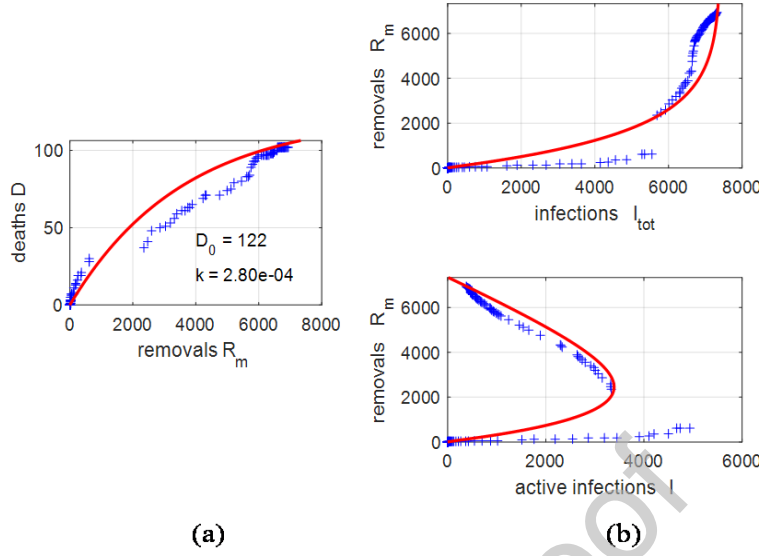 deaths D
100
50
0
D0 = 122
k = 2.80e-04
0 2000 4000 6000 8000
removals Rm
(a)
removals Rm
6000
4000
2000
0
0 2000 4000 6000 8000
infections Itot
removals Rm
6000
4000
2000
0
0 2000 4000 6000
active infections I
(b)
oof